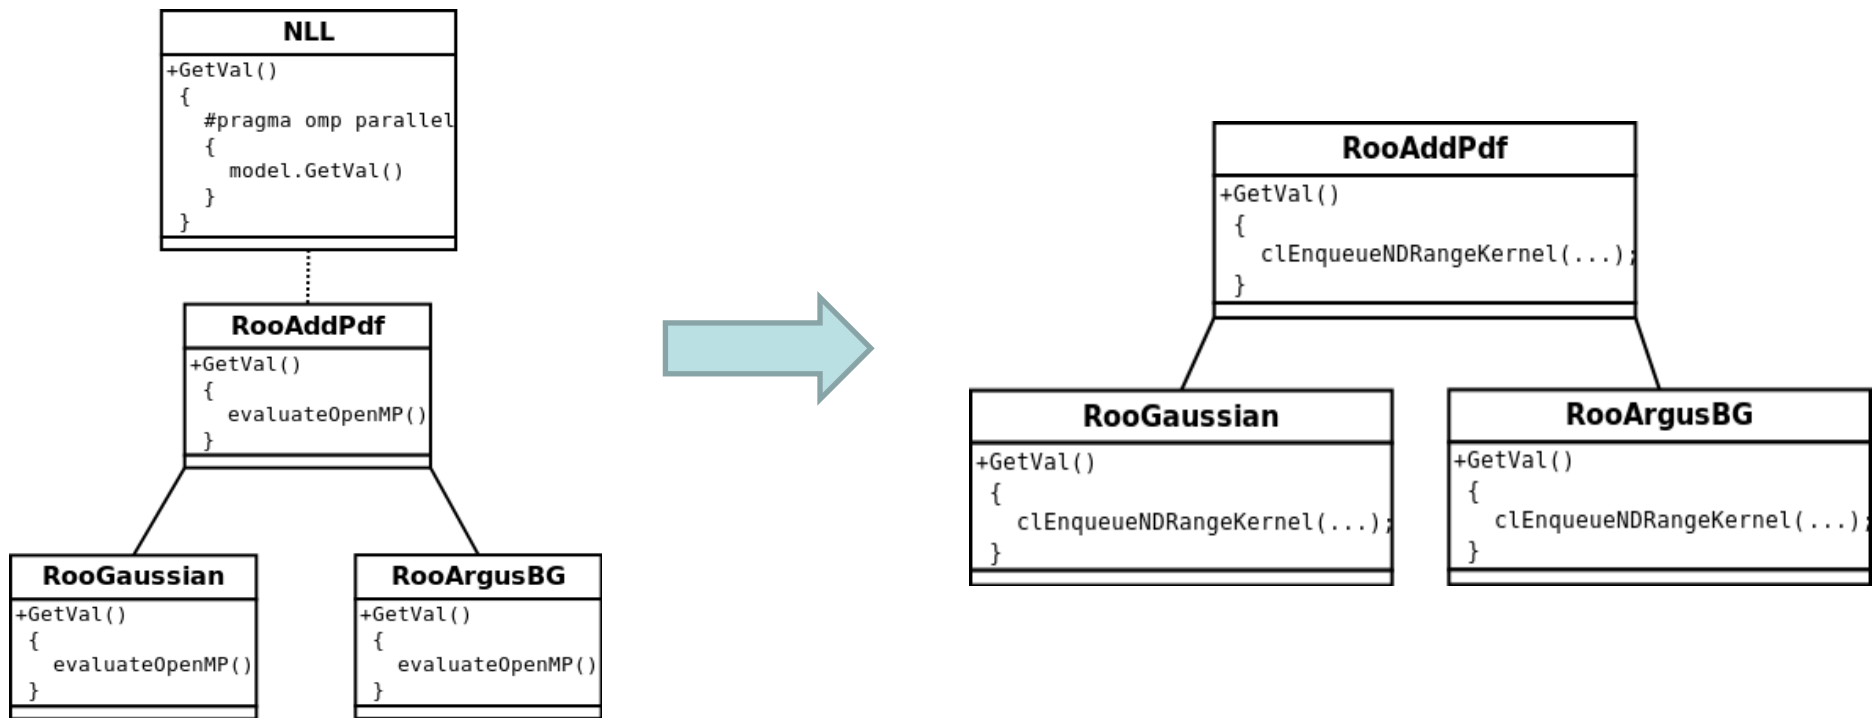 NLL
+GetVal()
{
#pragma omp parallel
{
model.GetVal()
}
}
RooAddPdf
+GetVal()
{
evaluateOpenMP()
}
RooGaussian
+GetVal()
{
evaluateOpenMP()
}
RooArgusBG
+GetVal()
{
evaluateOpenMP()
}
RooAddPdf
+GetVal()
{
clEnqueueNDRangeKernel(...);
}
RooGaussian
+GetVal()
{
clEnqueueNDRangeKernel(...);
}
RooArgusBG
+GetVal()
{
clEnqueueNDRangeKernel(...);
}